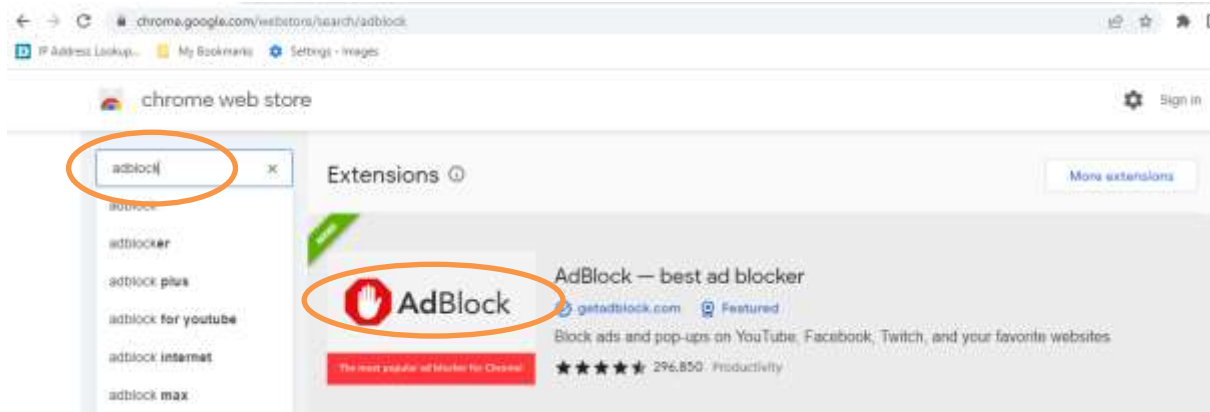 chrome.google.com/webstore/search/adblock
IP Address Lookup... My Bookmarks Settings - Images
chrome web store
Sign in
adblock
Extensions
More extensions
adblock
adblocker
adblock plus
adblock for youtube
adblock internet
adblock max
AdBlock
The most popular ad blocker for Chrome!
AdBlock — best ad blocker
getadblock.com Featured
Block ads and pop-ups on YouTube, Facebook, Twitch, and your favorite websites
296,850 Productivity